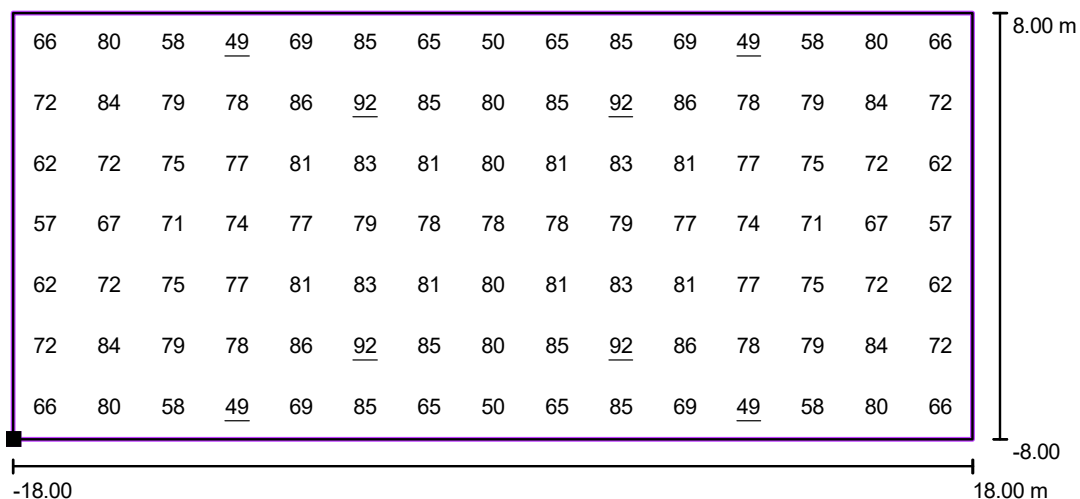 8.00 m
66 80 58 49 69 85 65 50 65 85 69 49 58 80 66
72 84 79 78 86 92 85 80 85 92 86 78 79 84 72
62 72 75 77 81 83 81 80 81 83 81 77 75 72 62
57 67 71 74 77 79 78 78 78 79 77 74 71 67 57
62 72 75 77 81 83 81 80 81 83 81 77 75 72 62
72 84 79 78 86 92 85 80 85 92 86 78 79 84 72
66 80 58 49 69 85 65 50 65 85 69 49 58 80 66
-8.00
-18.00 18.00 m